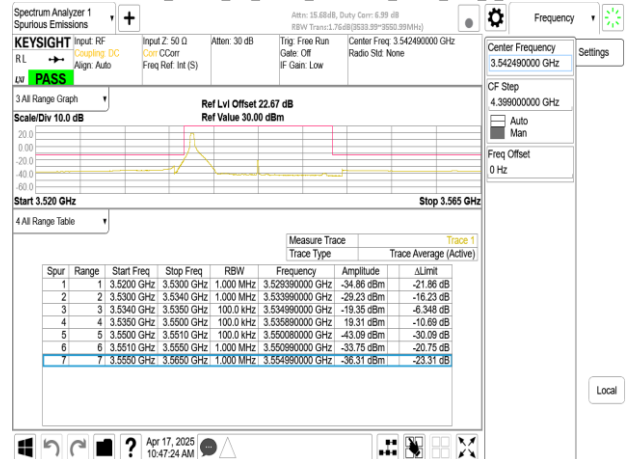 Spectrum Analyzer 1
Spurious Emissions
+
Atten: 15.68dB, Duty Corr: 6.99 dB
RBW Trans:1.76dB(3533.99~3550.99MHz)
Frequency
KEYSIGHT
R L
LXI
PASS
Input: RF
Coupling: DC
Align: Auto
Input Z: 50 Ω
Corr CCorr
Freq Ref: Int (S)
Atten: 30 dB
Trig: Free Run
Gate: Off
IF Gain: Low
Center Freq: 3.542490000 GHz
Radio Std: None
Center Frequency
3.542490000 GHz
Settings
CF Step
4.399000000 GHz
Auto
Man
Freq Offset
0 Hz
Local
3 All Range Graph
Scale/Div 10.0 dB
Ref Lvl Offset 22.67 dB
Ref Value 30.00 dBm
20.0
0.00
-20.0
-40.0
-60.0
Start 3.520 GHz
Stop 3.565 GHz
4 All Range Table
Measure Trace Trace 1
Trace Type Trace Average (Active)
Spur Range Start Freq Stop Freq RBW Frequency Amplitude ΔLimit
1 1 3.5200 GHz 3.5300 GHz 1.000 MHz 3.529390000 GHz -34.86 dBm -21.86 dB
2 2 3.5300 GHz 3.5340 GHz 1.000 MHz 3.533990000 GHz -29.23 dBm -16.23 dB
3 3 3.5340 GHz 3.5350 GHz 100.0 kHz 3.534990000 GHz -19.35 dBm -6.348 dB
4 4 3.5350 GHz 3.5500 GHz 100.0 kHz 3.535890000 GHz 19.31 dBm -10.69 dB
5 5 3.5500 GHz 3.5510 GHz 100.0 kHz 3.550080000 GHz -43.09 dBm -30.09 dB
6 6 3.5510 GHz 3.5550 GHz 1.000 MHz 3.550990000 GHz -33.75 dBm -20.75 dB
7 7 3.5550 GHz 3.5650 GHz 1.000 MHz 3.554990000 GHz -36.31 dBm -23.31 dB
?
Apr 17, 2025
10:47:24 AM